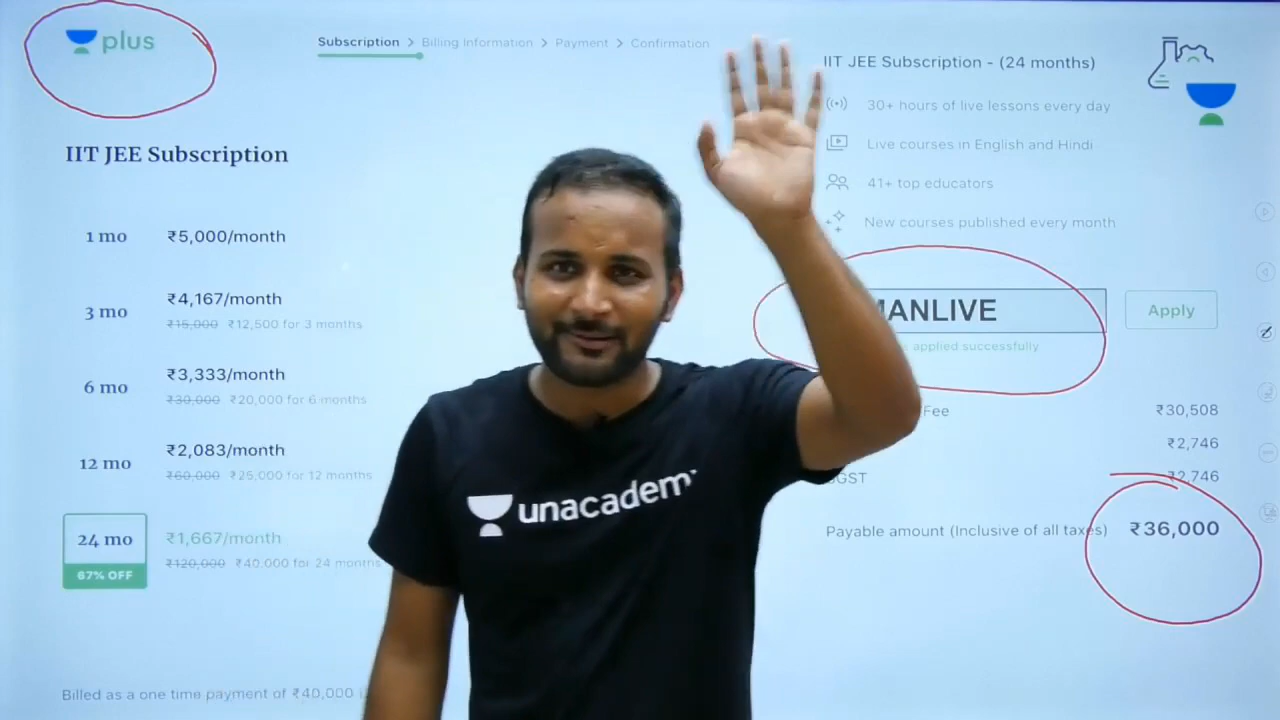 plus
Subscription > Billing Information > Payment > Confirmation
IIT JEE Subscription
1 mo ₹5,000/month
3 mo ₹4,167/month
₹15,000 ₹12,500 for 3 months
6 mo ₹3,333/month
₹30,000 ₹20,000 for 6 months
12 mo ₹2,083/month
₹60,000 ₹25,000 for 12 months
24 mo ₹1,667/month
67% OFF ₹120,000 ₹40,000 for 24 months
Billed as a one time payment of ₹40,000
unacadem
IIT JEE Subscription - (24 months)
30+ hours of live lessons every day
Live courses in English and Hindi
41+ top educators
New courses published every month
MANLIVE Apply
applied successfully
Fee ₹30,508
₹2,746
GST ₹2,746
Payable amount (Inclusive of all taxes) ₹36,000